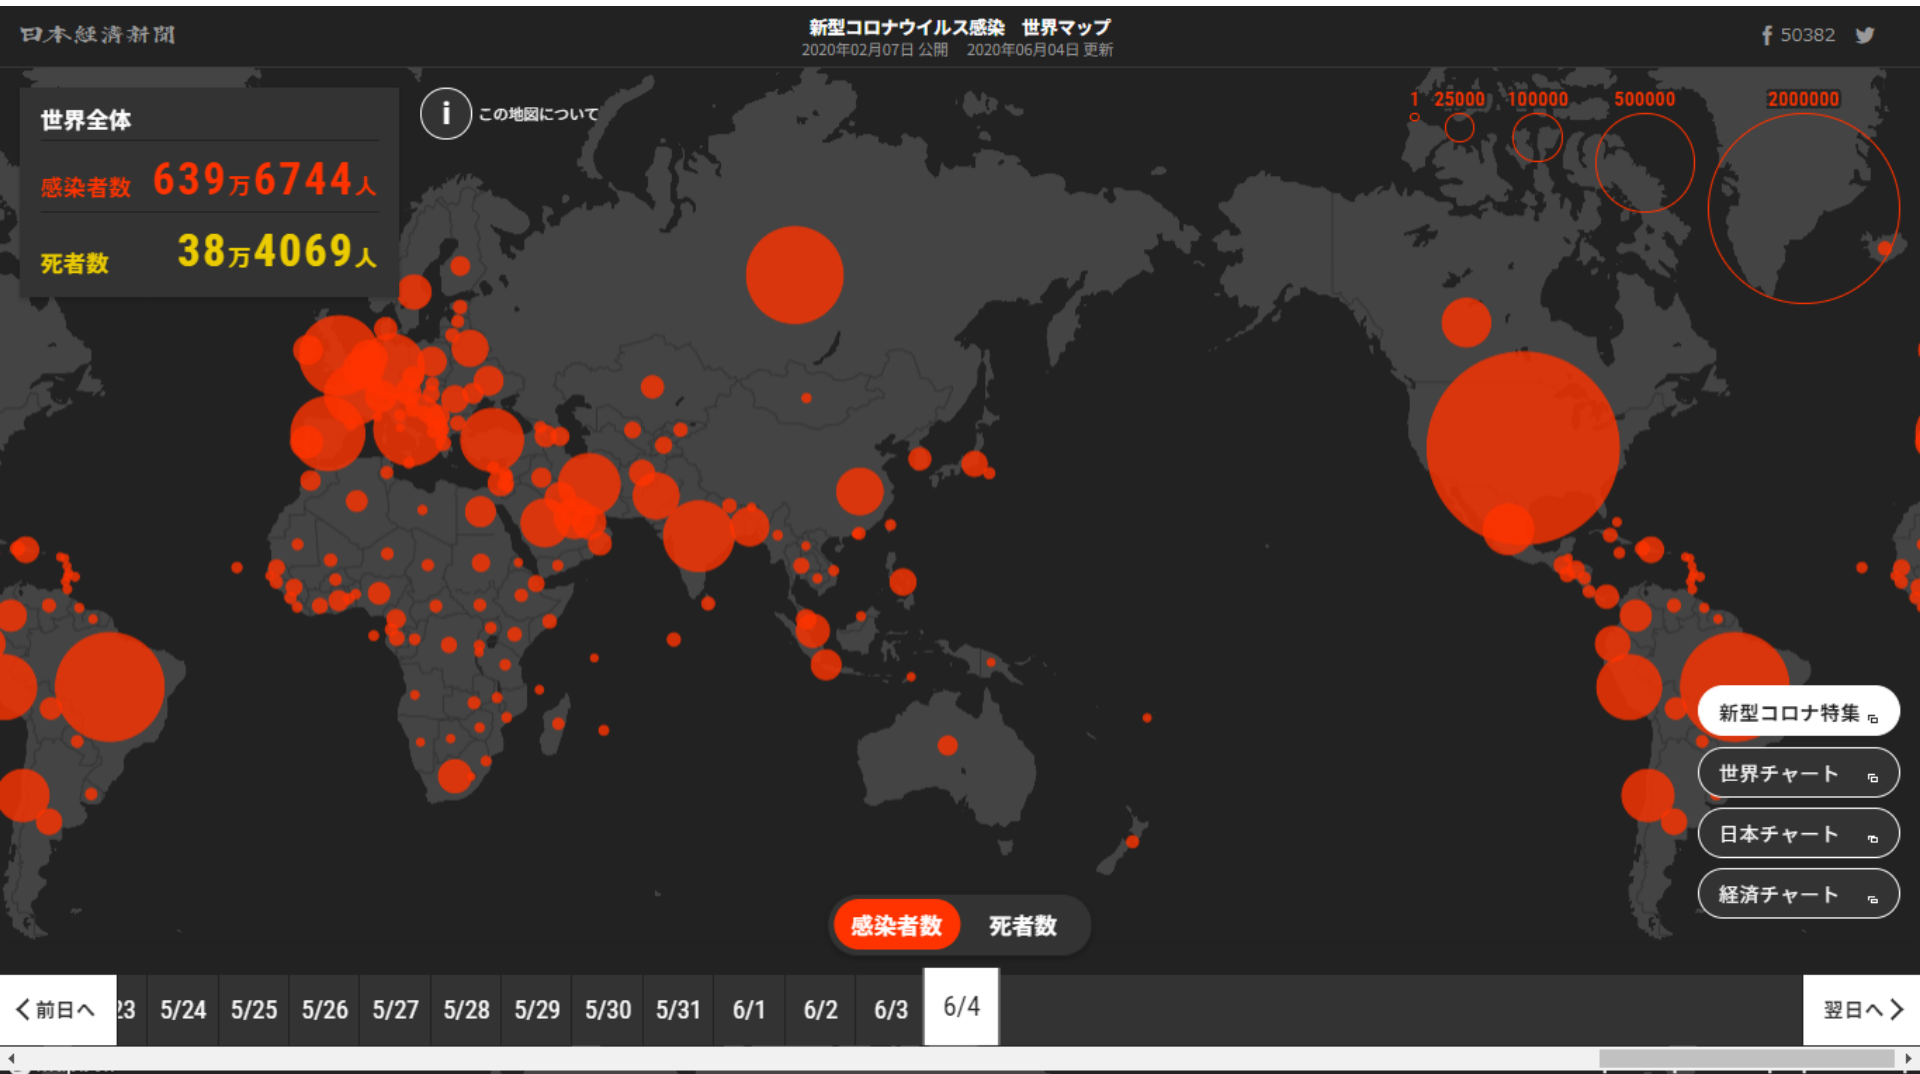 日本経済新聞
新型コロナウイルス感染　世界マップ
2020年02月07日 公開　2020年06月04日 更新
50382
世界全体
感染者数 639万6744人
死者数 38万4069人
i この地図について
1 25000 100000 500000 2000000
新型コロナ特集
世界チャート
日本チャート
経済チャート
感染者数 死者数
前日へ 23 5/24 5/25 5/26 5/27 5/28 5/29 5/30 5/31 6/1 6/2 6/3 6/4 翌日へ